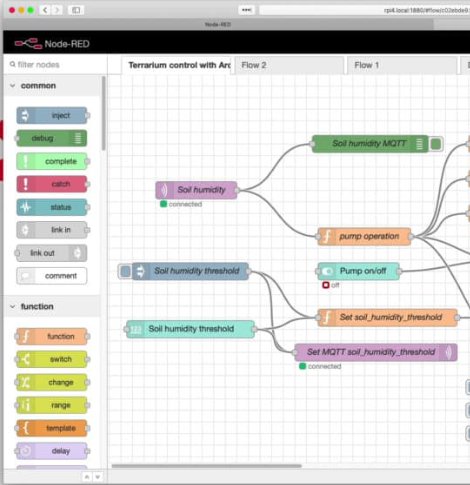 rpi4.local:1880/#flow/c02ebde9
Node-RED
Node-RED
filter nodes
Terrarium control with Ard
Flow 2
Flow 1
common
inject
debug
complete
catch
status
link in
link out
comment
function
function
switch
change
range
template
delay
Soil humidity MQTT
Soil humidity
connected
pump operation
Soil humidity threshold
Pump on/off
off
123
Soil humidity threshold
Set soil_humidity_threshold
Set MQTT soil_humidity_threshold
connected